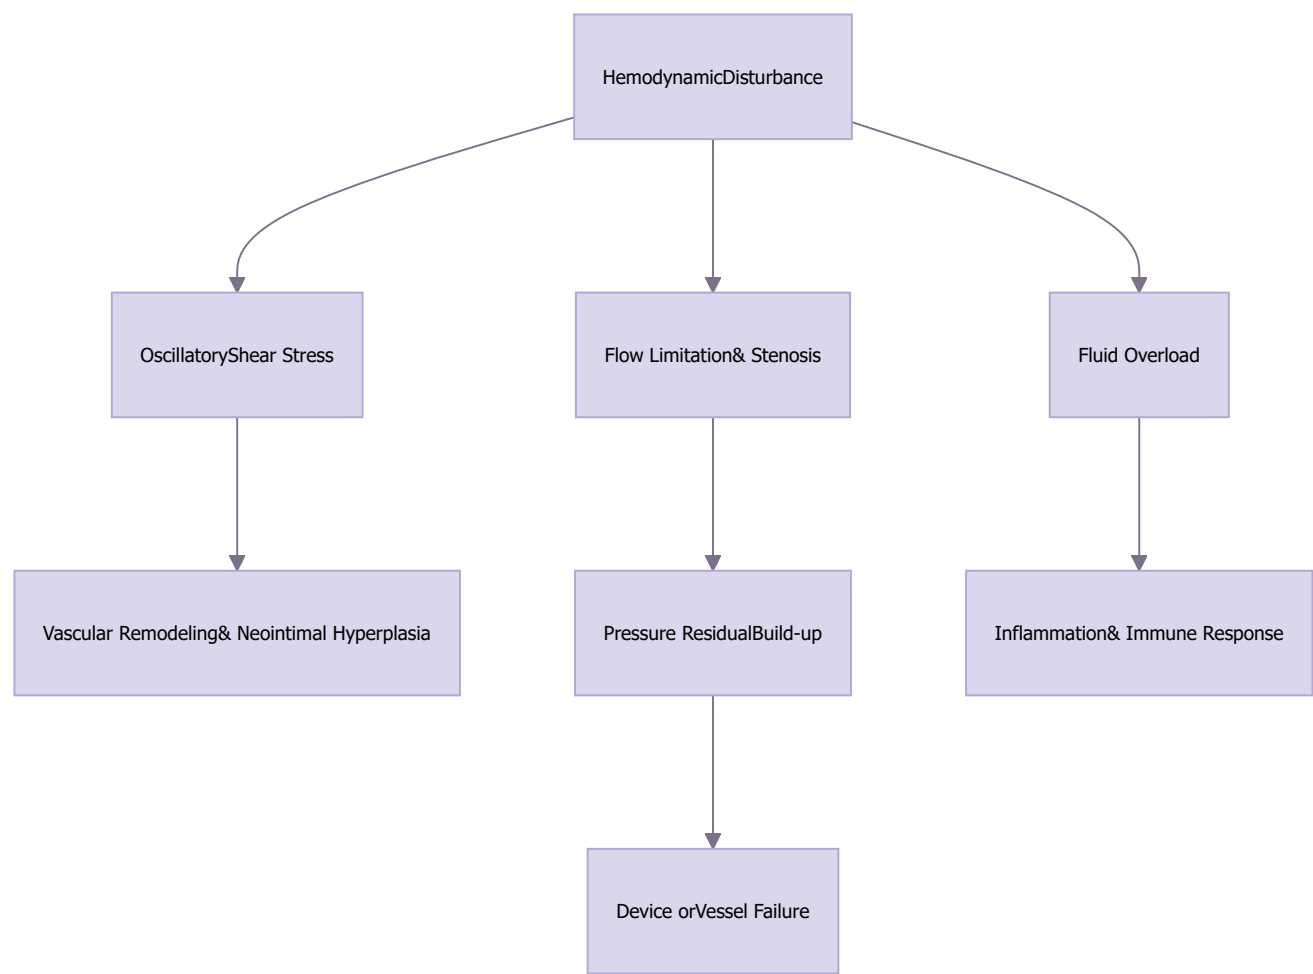 HemodynamicDisturbance
OscillatoryShear Stress
Flow Limitation& Stenosis
Fluid Overload
Vascular Remodeling& Neointimal Hyperplasia
Pressure ResidualBuild-up
Inflammation& Immune Response
Device orVessel Failure